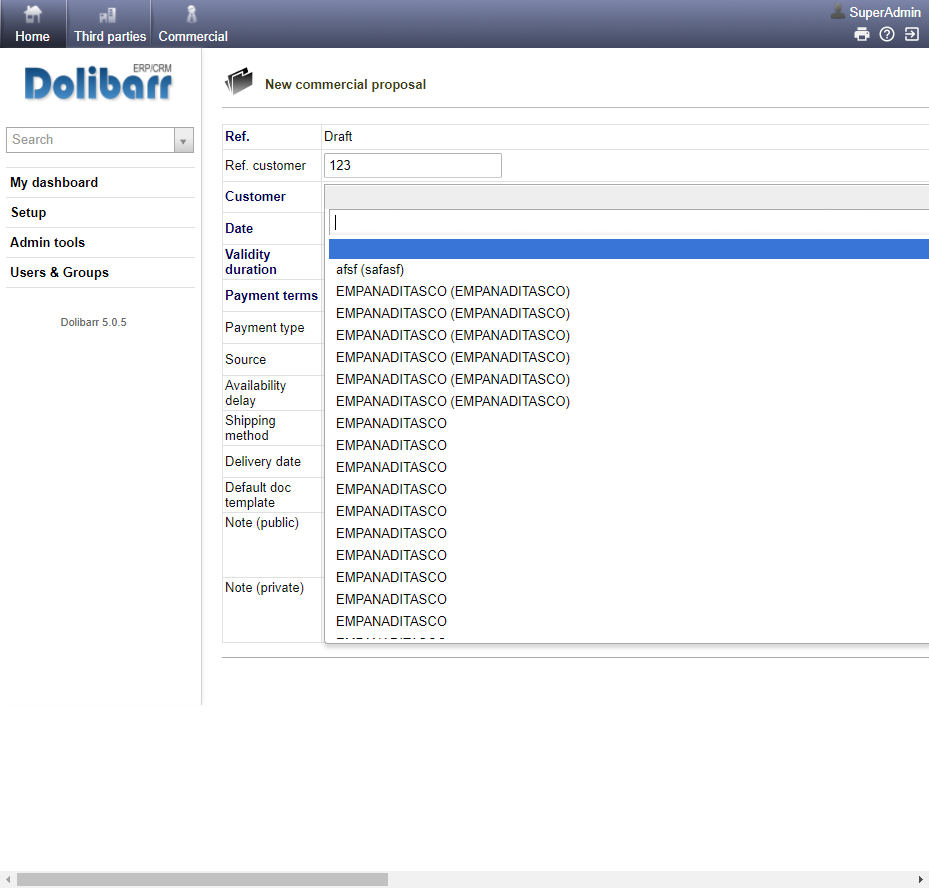 Home
Third parties
Commercial
SuperAdmin
Dolibarr
ERP/CRM
Search
My dashboard
Setup
Admin tools
Users & Groups
Dolibarr 5.0.5
New commercial proposal
Ref.
Draft
Ref. customer
123
Customer
Date
Validity
duration
Payment terms
Payment type
Source
Availability
delay
Shipping
method
Delivery date
Default doc
template
Note (public)
Note (private)
afsf (safasf)
EMPANADITASCO (EMPANADITASCO)
EMPANADITASCO (EMPANADITASCO)
EMPANADITASCO (EMPANADITASCO)
EMPANADITASCO (EMPANADITASCO)
EMPANADITASCO (EMPANADITASCO)
EMPANADITASCO (EMPANADITASCO)
EMPANADITASCO
EMPANADITASCO
EMPANADITASCO
EMPANADITASCO
EMPANADITASCO
EMPANADITASCO
EMPANADITASCO
EMPANADITASCO
EMPANADITASCO
EMPANADITASCO